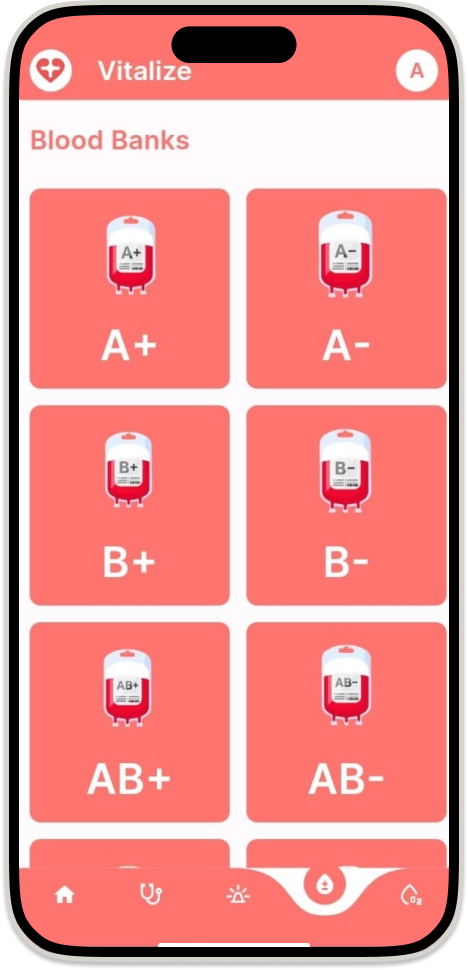 Vitalize
A
Blood Banks
A+
A-
A+
A-
B+
B-
B+
B-
AB+
AB-
AB+
AB-
O2